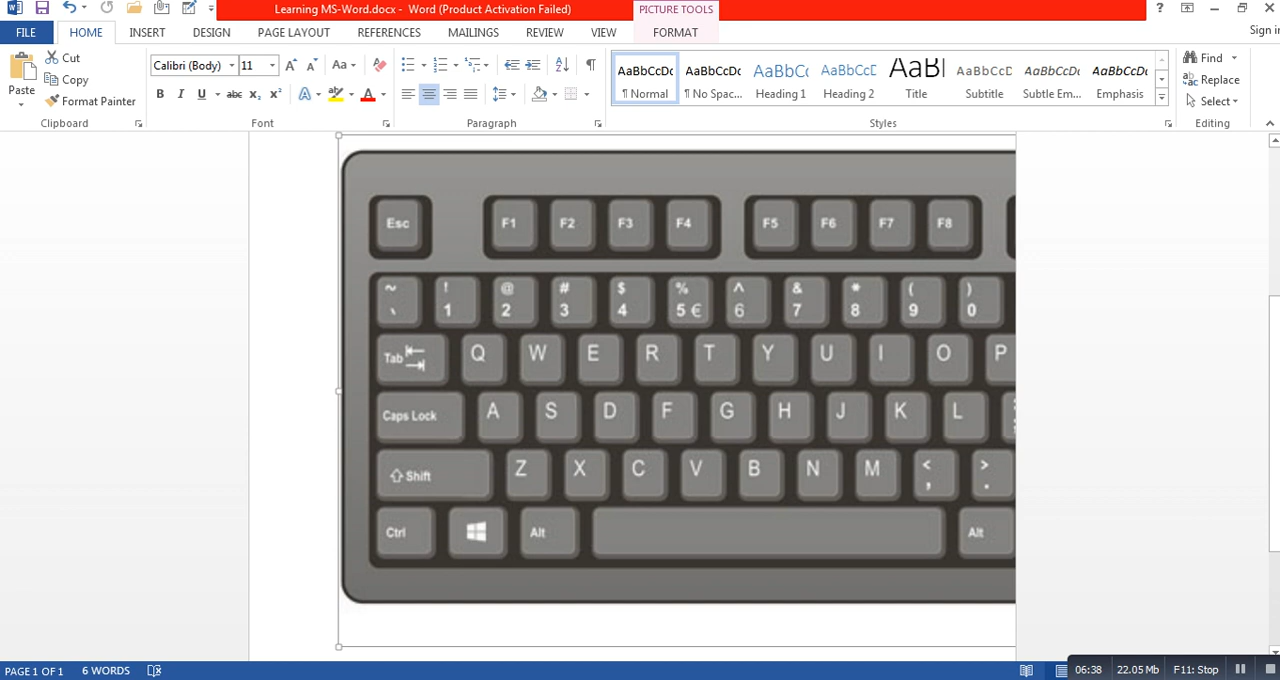 Learning MS-Word.docx - Word (Product Activation Failed)
PICTURE TOOLS
?
FILE HOME INSERT DESIGN PAGE LAYOUT REFERENCES MAILINGS REVIEW VIEW FORMAT
Sign in
Paste
Cut
Copy
Format Painter
Clipboard
Calibri (Body) 11 A A Aa
B I U abc X₂ X² A A
Font
Paragraph
AaBbCcDc AaBbCcDc AaBbCc AaBbCcD AaBl AaBbCcD AaBbCcDc AaBbCcDc
¶ Normal ¶ No Spac... Heading 1 Heading 2 Title Subtitle Subtle Em... Emphasis
Styles
Find
Replace
Select
Editing
Esc F1 F2 F3 F4 F5 F6 F7 F8
~ ! @ # $ % ^ & * ( )
` 1 2 3 4 5 € 6 7 8 9 0
Tab Q W E R T Y U I O P
Caps Lock A S D F G H J K L
Shift Z X C V B N M < >
, .
Ctrl Alt Alt
PAGE 1 OF 1 6 WORDS
06:38 22.05 Mb F11: Stop